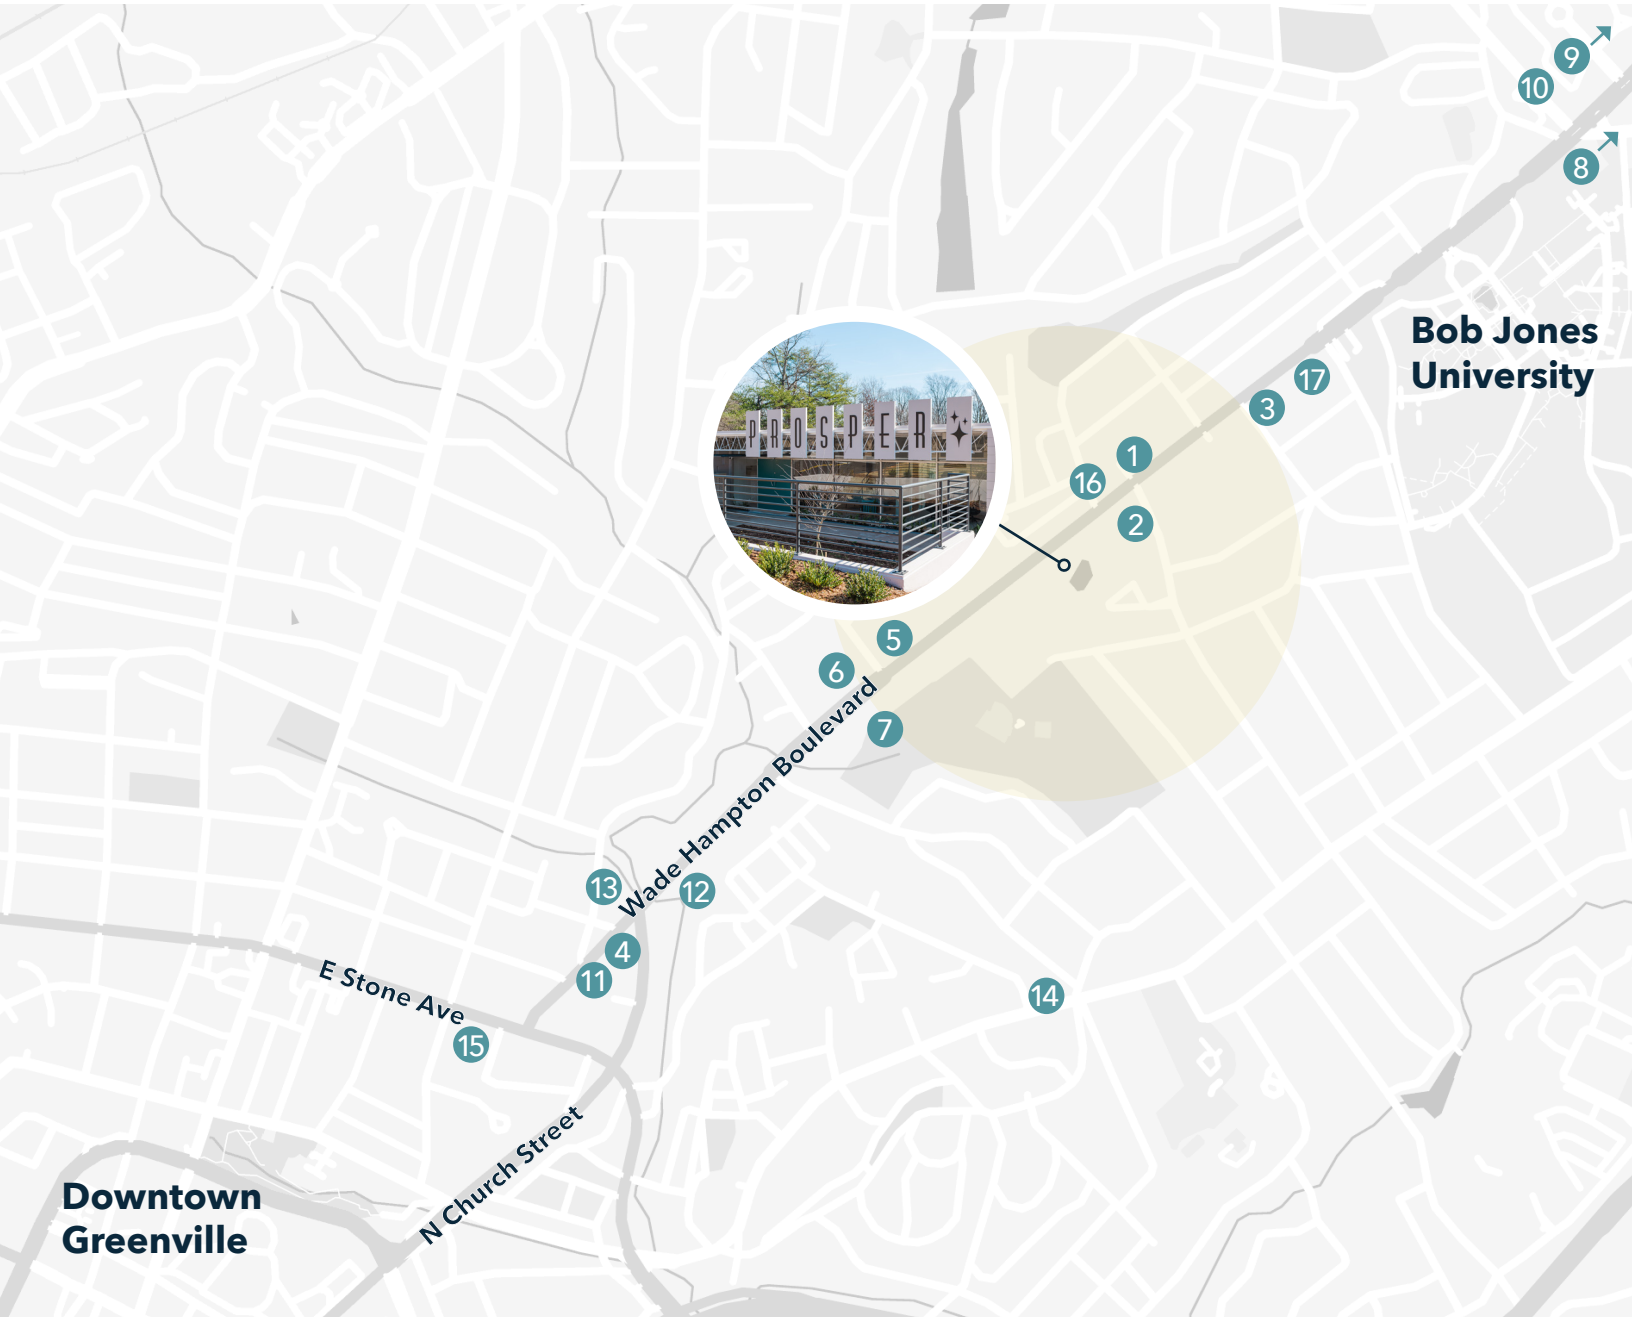 9
10
8
Bob Jones
University
17
3
PROSPER
1
16
2
5
6
7
Wade Hampton Boulevard
13
12
4
11
E Stone Ave
14
15
N Church Street
Downtown
Greenville